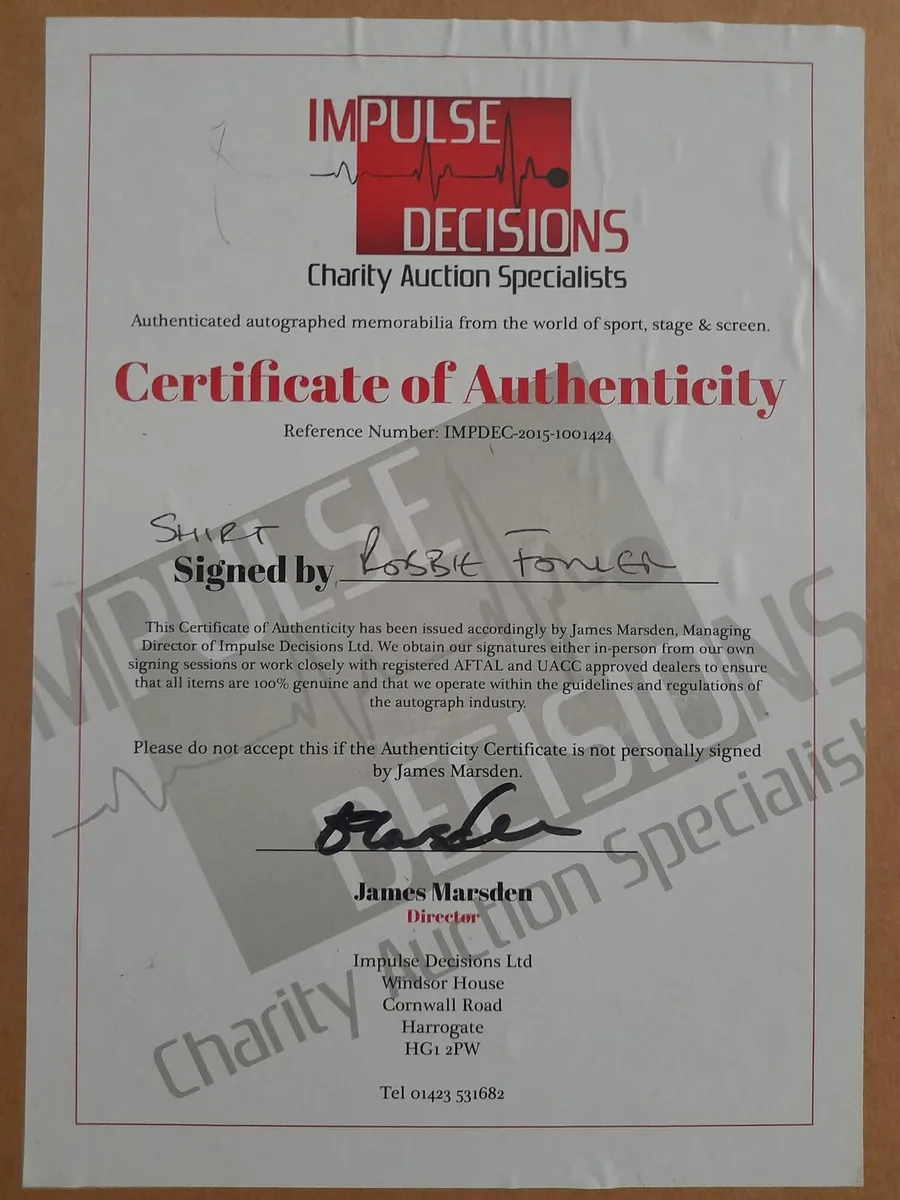 IMPULSE
DECISIONS
Charity Auction Specialists
Authenticated autographed memorabilia from the world of sport, stage & screen.
Certificate of Authenticity
Reference Number: IMPDEC-2015-1001424
SHIRT
Signed by ROBBIE FOWLER
This Certificate of Authenticity has been issued accordingly by James Marsden, Managing
Director of Impulse Decisions Ltd. We obtain our signatures either in-person from our own
signing sessions or work closely with registered AFTAL and UACC approved dealers to ensure
that all items are 100% genuine and that we operate within the guidelines and regulations of
the autograph industry.
Please do not accept this if the Authenticity Certificate is not personally signed
by James Marsden.
James Marsden
Director
Impulse Decisions Ltd
Windsor House
Cornwall Road
Harrogate
HG1 2PW
Tel 01423 531682
IMPULSE
DECISIONS
Charity Auction Specialists